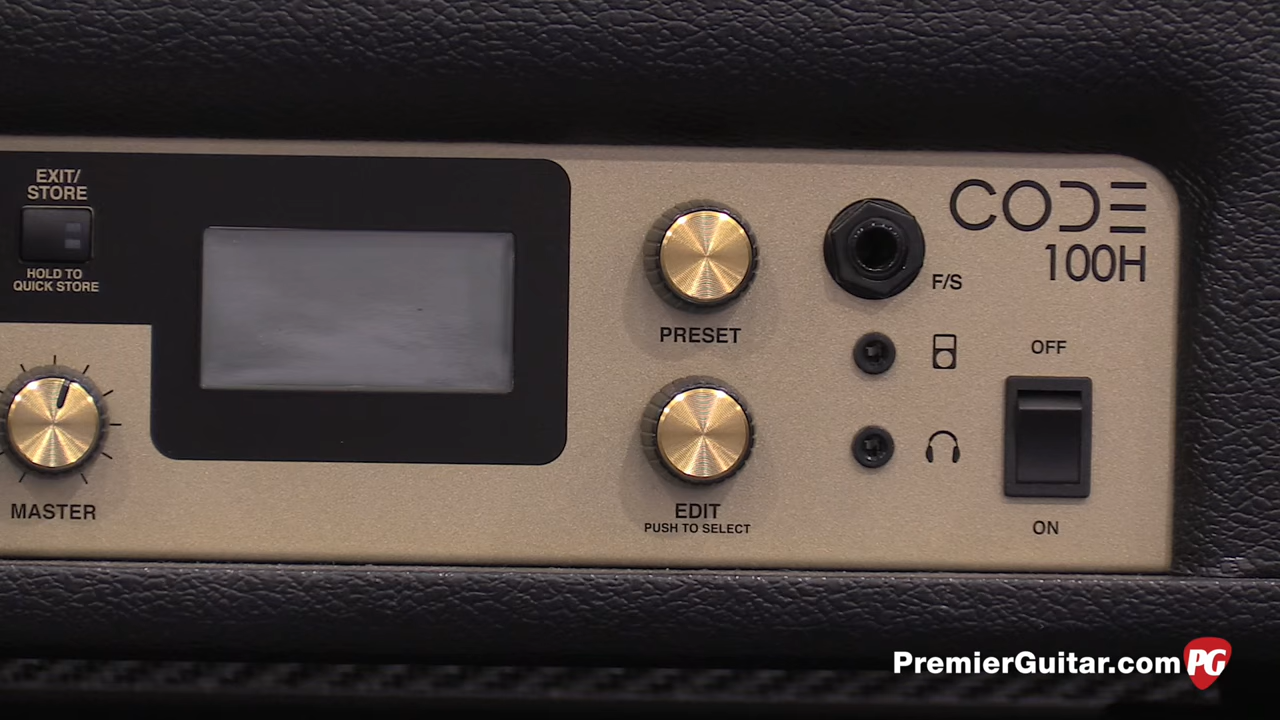 EXIT/
STORE
HOLD TO
QUICK STORE
MASTER
PRESET
EDIT
PUSH TO SELECT
F/S
CODE
100H
OFF
ON
PremierGuitar.com PG